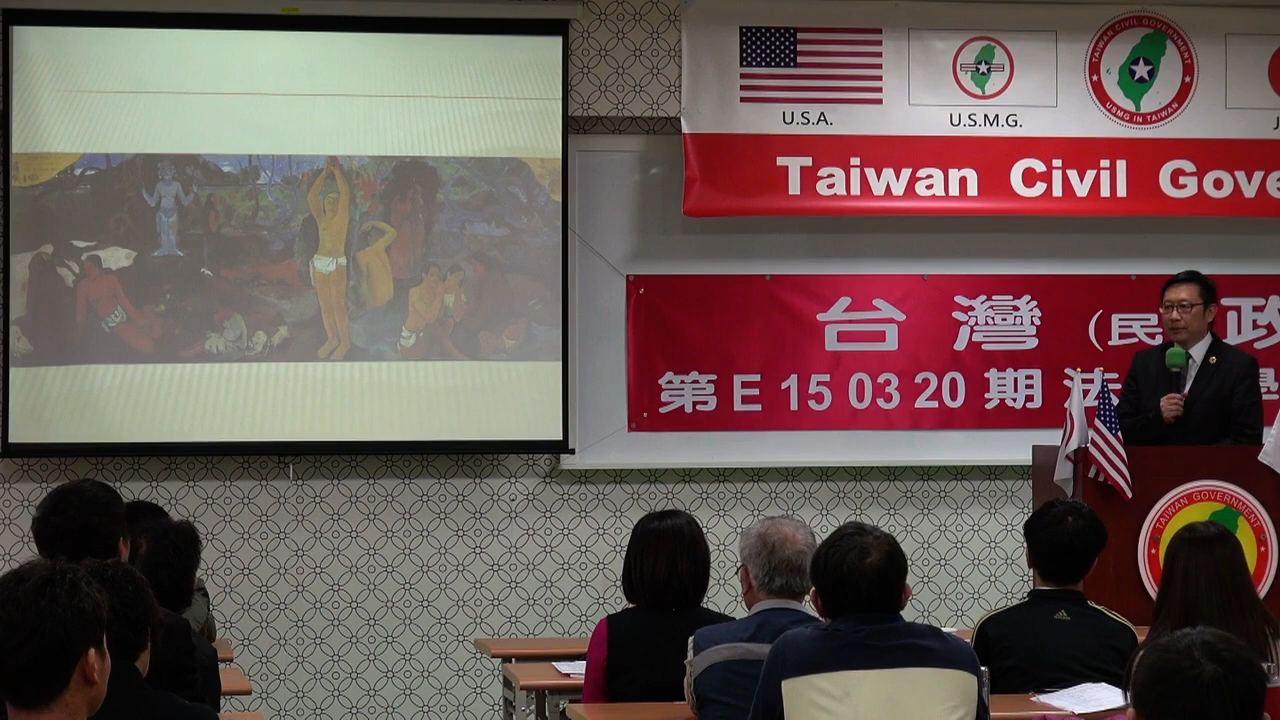 U.S.A.
U.S.M.G.
TAIWAN CIVIL GOVERNMENT
USMG IN TAIWAN
J
Taiwan Civil Gove
台灣(民 政
第 E 15 03 20 期 法
TAIWAN GOVERNMENT